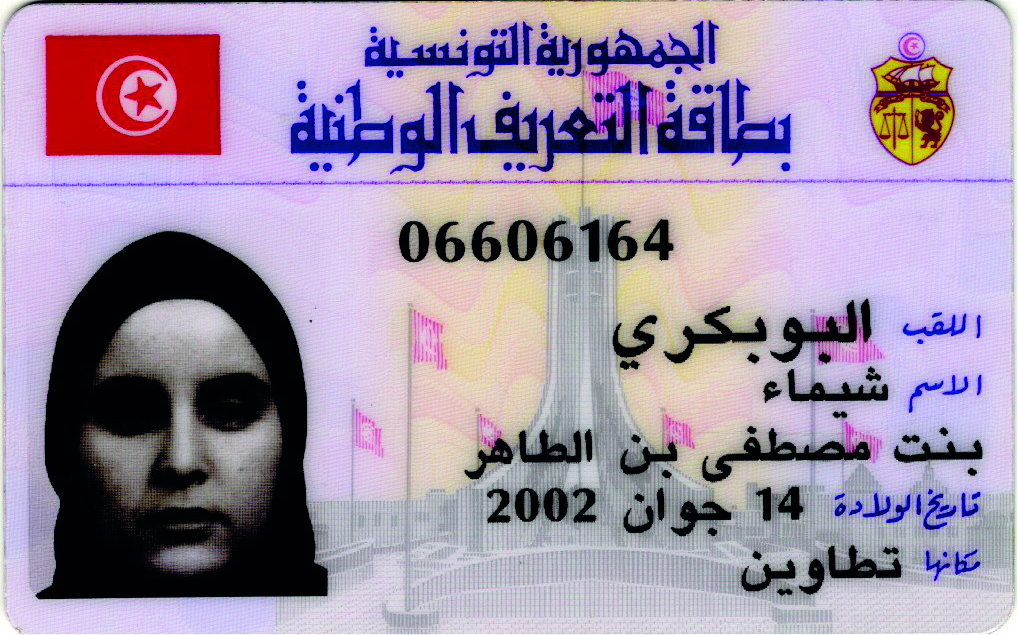 الجمهورية التونسية
بطاقة التعريف الوطنية
06606164
اللقب البوبكري
الاسم شيماء
بنت مصطفى بن الطاهر
تاريخ الولادة 14 جوان 2002
مكانها تطاوين